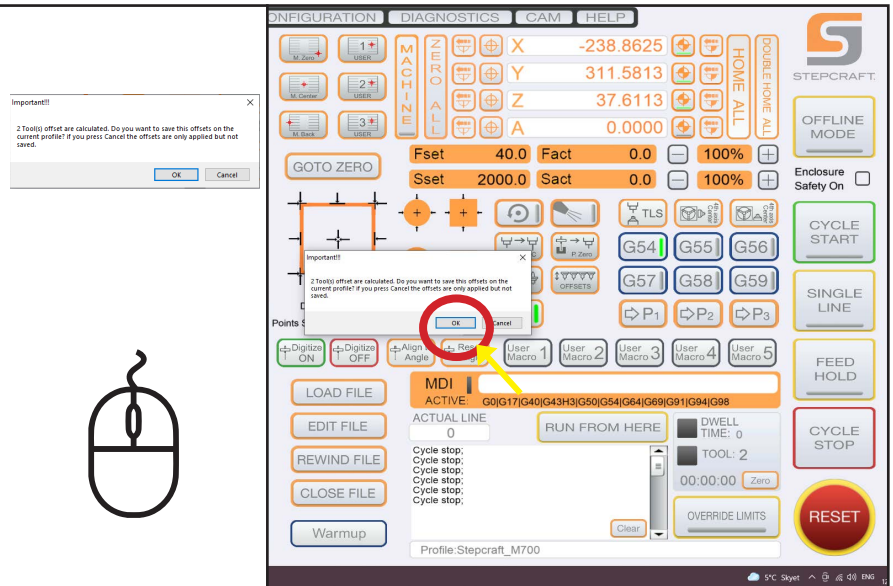 Important!!!
2 Tool(s) offset are calculated. Do you want to save this offsets on the
current profile? if you press Cancel the offsets are only applied but not
saved.
OK Cancel
ONFIGURATION DIAGNOSTICS CAM HELP
M. Zero
1 USER
M. Center
2 USER
M. Back
3 USER
MACHINE
ZERO ALL
X -238.8625
Y 311.5813
Z 37.6113
A 0.0000
HOME ALL
DOUBLE HOME ALL
STEPCRAFT.
OFFLINE
MODE
Enclosure
Safety On
GOTO ZERO
Fset 40.0 Fact 0.0 100%
Sset 2000.0 Sact 0.0 100%
TLS
4th axis
Center
4th axis
P. Zero
G54 G55 G56
OFFSETS
G57 G58 G59
P1 P2 P3
CYCLE
START
SINGLE
LINE
FEED
HOLD
CYCLE
STOP
RESET
Important!!!
2 Tool(s) offset are calculated. Do you want to save this offsets on the
current profile? if you press Cancel the offsets are only applied but not
saved.
OK Cancel
Points
Digitize
ON
Digitize
OFF
Align
Angle
User
Macro 1
User
Macro 2
User
Macro 3
User
Macro 4
User
Macro 5
LOAD FILE
EDIT FILE
REWIND FILE
CLOSE FILE
Warmup
MDI
ACTIVE: G0|G17|G40|G43H3|G50|G54|G64|G69|G91|G94|G98
ACTUAL LINE
0
RUN FROM HERE
DWELL
TIME: 0
TOOL: 2
00:00:00 Zero
Cycle stop;
Cycle stop;
Cycle stop;
Cycle stop;
Cycle stop;
Cycle stop;
Clear
OVERRIDE LIMITS
Profile:Stepcraft_M700
5°C Skyet ENG